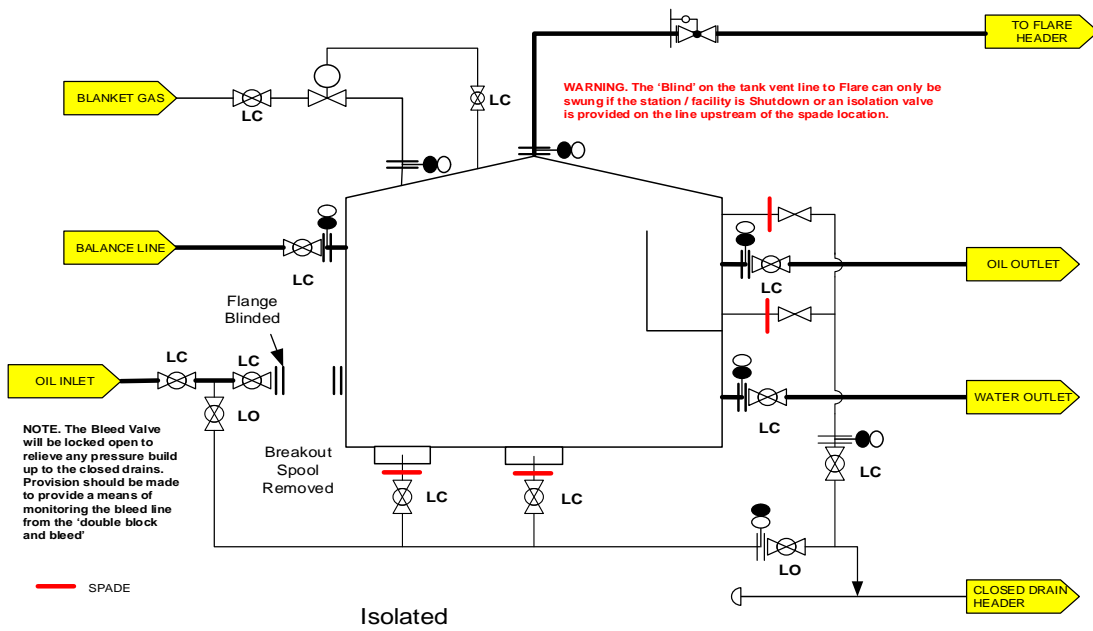 TO FLARE
HEADER
BLANKET GAS
LC
LC
WARNING. The 'Blind' on the tank vent line to Flare can only be
swung if the station / facility is Shutdown or an isolation valve
is provided on the line upstream of the spade location.
BALANCE LINE
LC
OIL OUTLET
LC
Flange
Blinded
OIL INLET
LC
LC
LO
WATER OUTLET
LC
NOTE. The Bleed Valve
will be locked open to
relieve any pressure build
up to the closed drains.
Provision should be made
to provide a means of
monitoring the bleed line
from the 'double block
and bleed'
Breakout
Spool
Removed
LC
LC
LC
LO
SPADE
CLOSED DRAIN
HEADER
Isolated